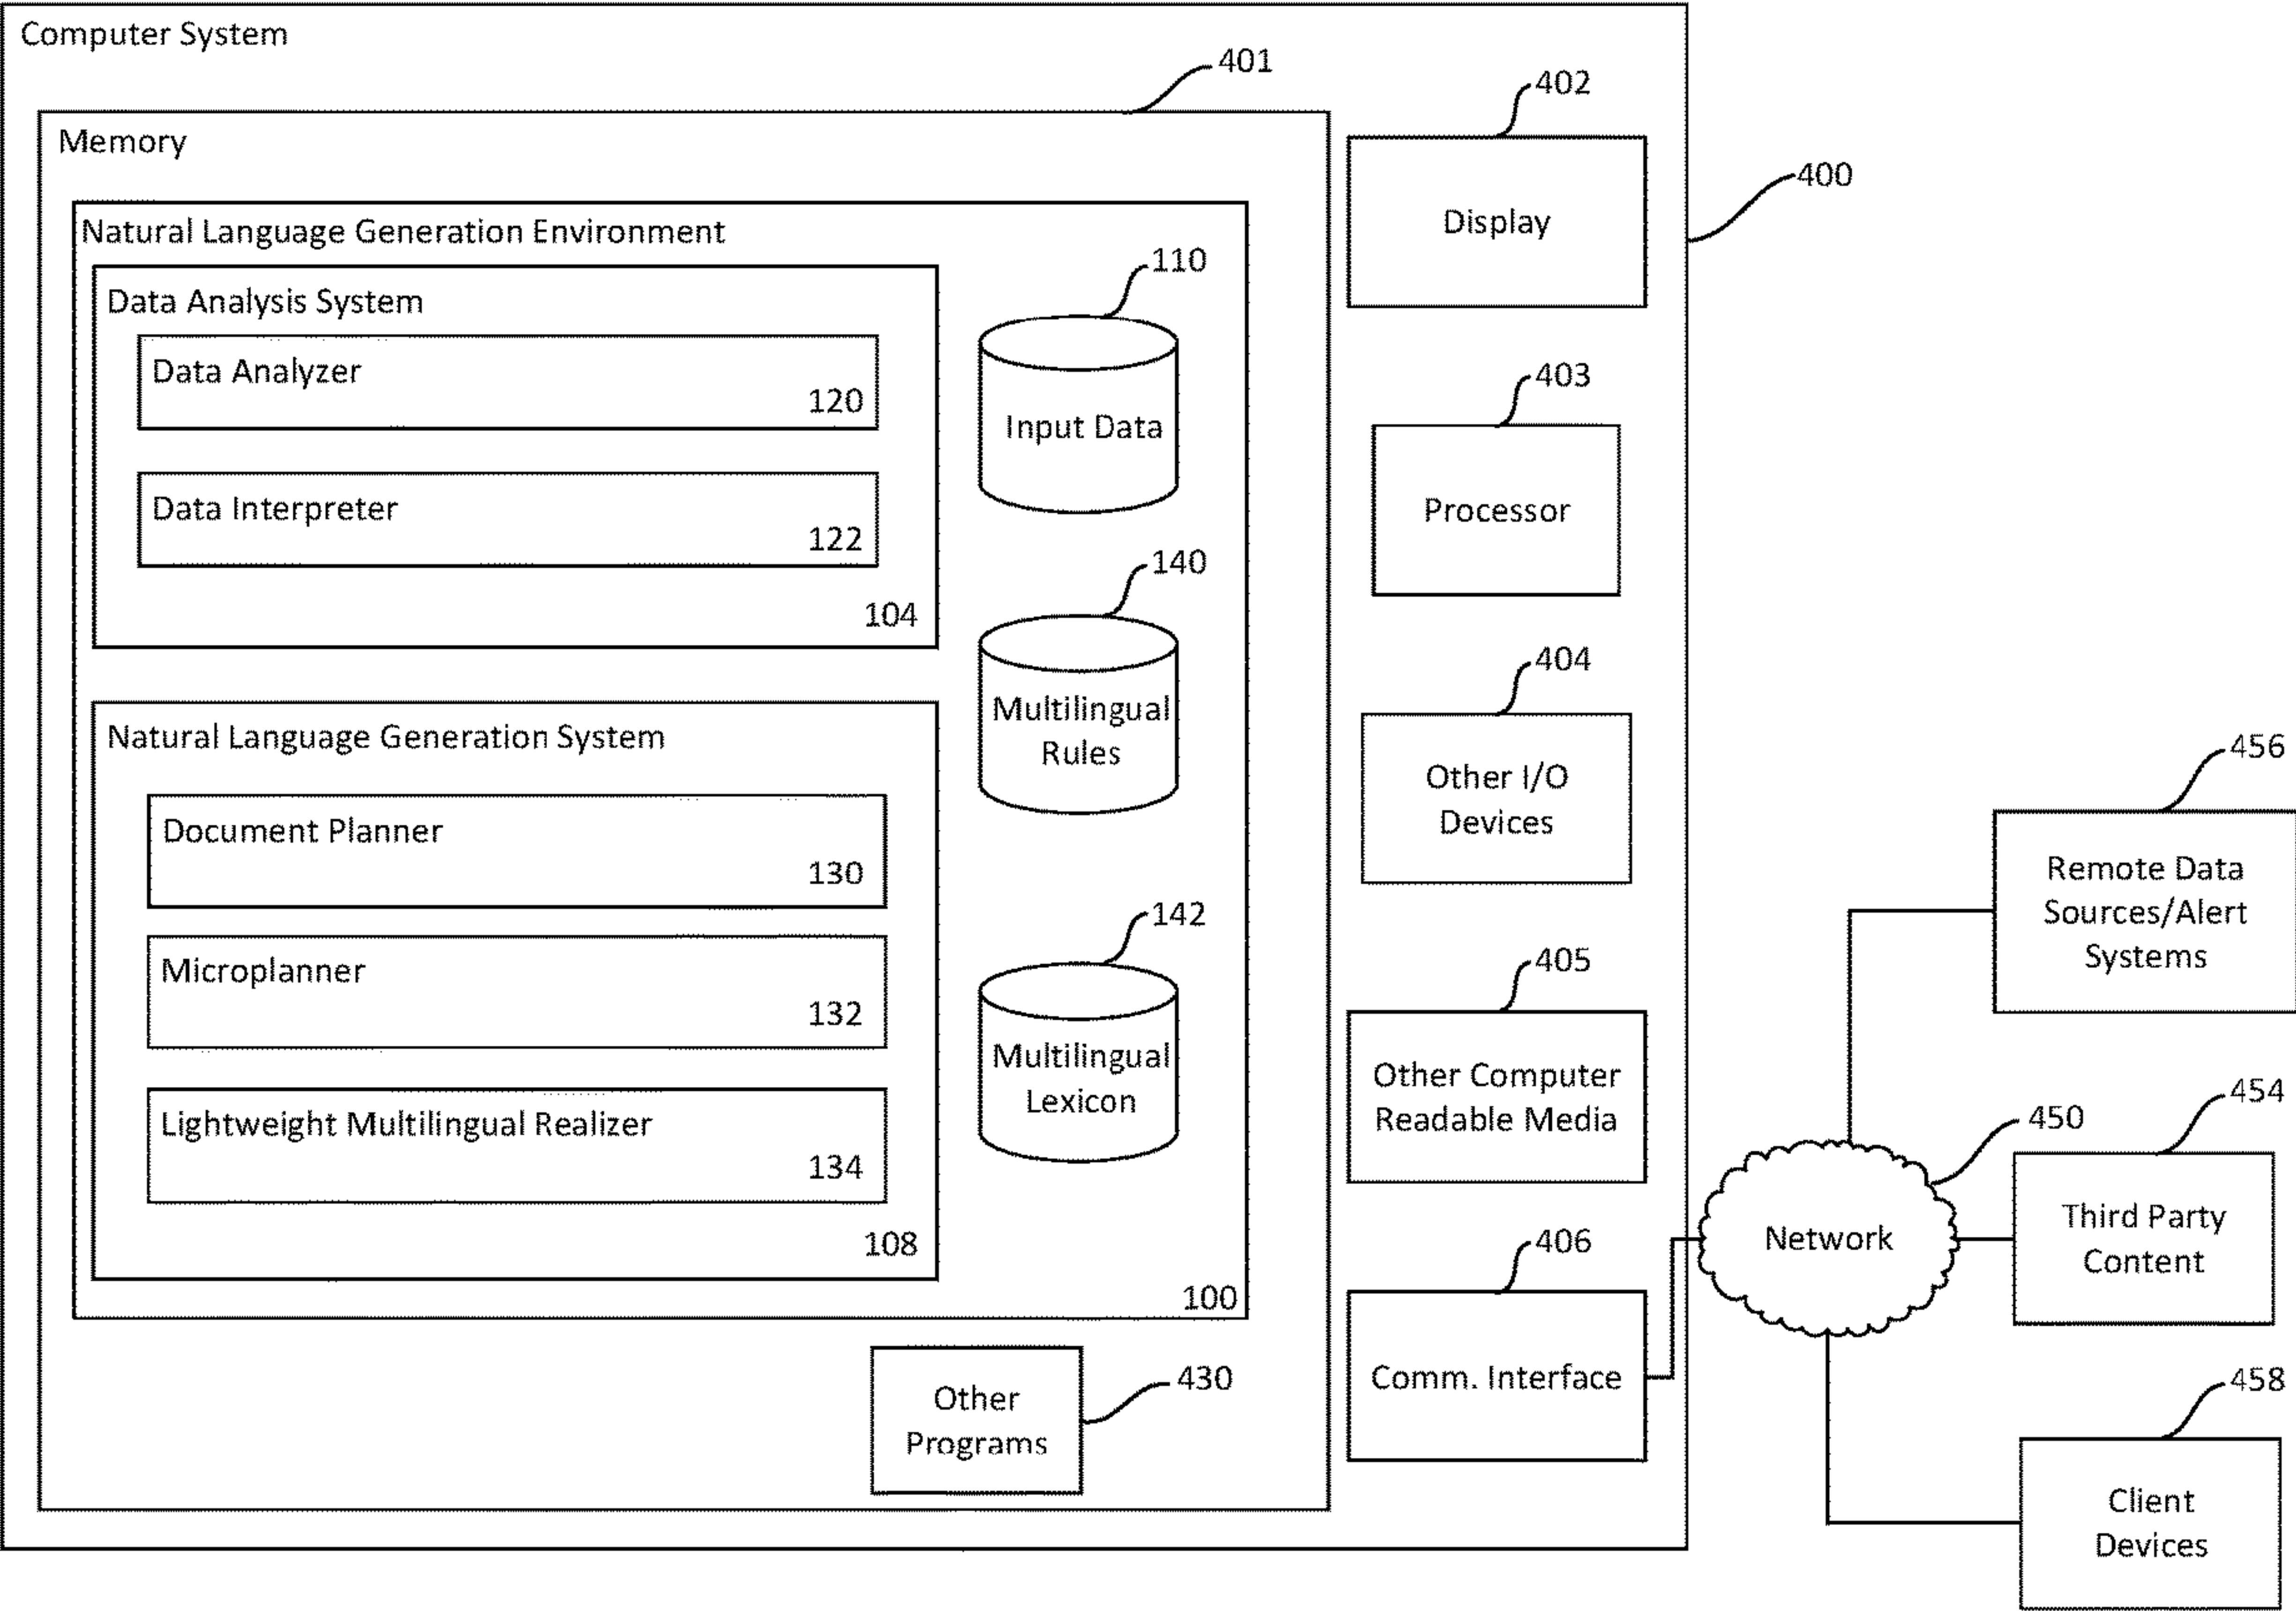 Computer System
401
Memory
402
Display
400
Natural Language Generation Environment
110
Data Analysis System
Data Analyzer
120
Input Data
Data Interpreter
122
104
403
Processor
140
Multilingual
Rules
404
Other I/O
Devices
Natural Language Generation System
Document Planner
130
Microplanner
132
Lightweight Multilingual Realizer
134
108
142
Multilingual
Lexicon
100
405
Other Computer
Readable Media
406
Comm. Interface
Other
Programs
430
456
Remote Data
Sources/Alert
Systems
454
450
Network
Third Party
Content
458
Client
Devices